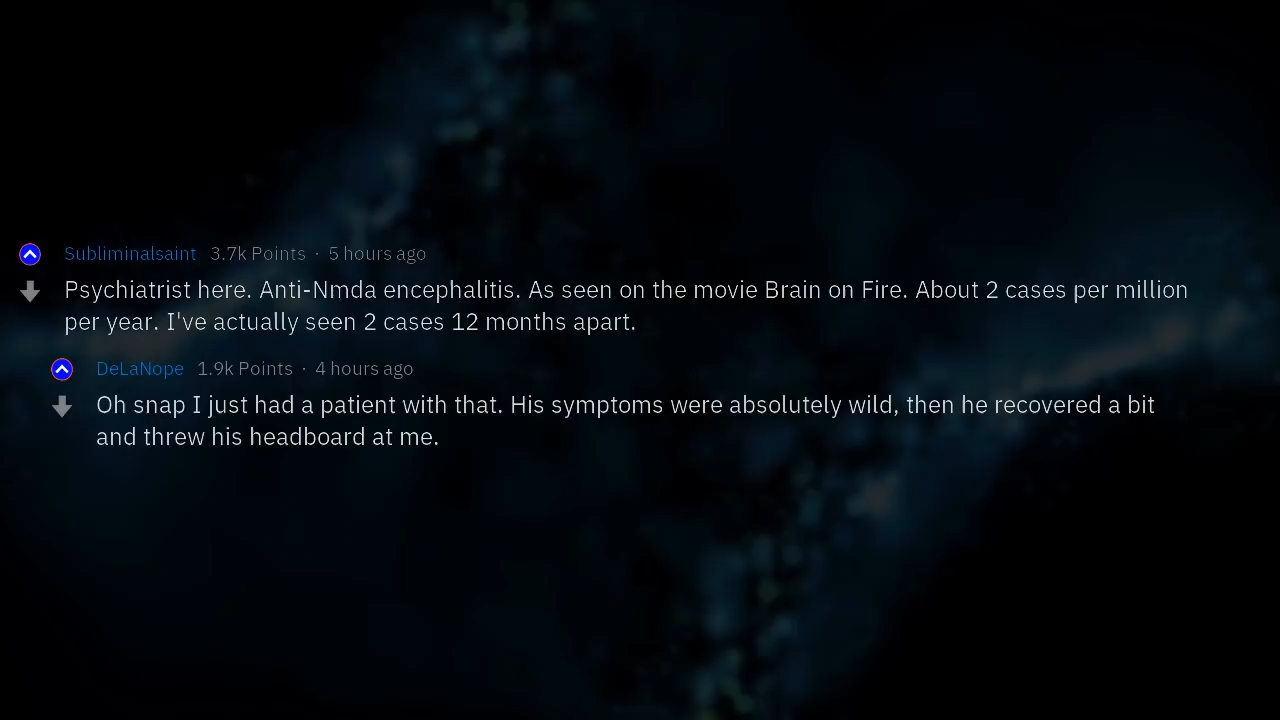 Subliminalsaint 3.7k Points · 5 hours ago
Psychiatrist here. Anti-Nmda encephalitis. As seen on the movie Brain on Fire. About 2 cases per million
per year. I've actually seen 2 cases 12 months apart.
DeLaNope 1.9k Points · 4 hours ago
Oh snap I just had a patient with that. His symptoms were absolutely wild, then he recovered a bit
and threw his headboard at me.